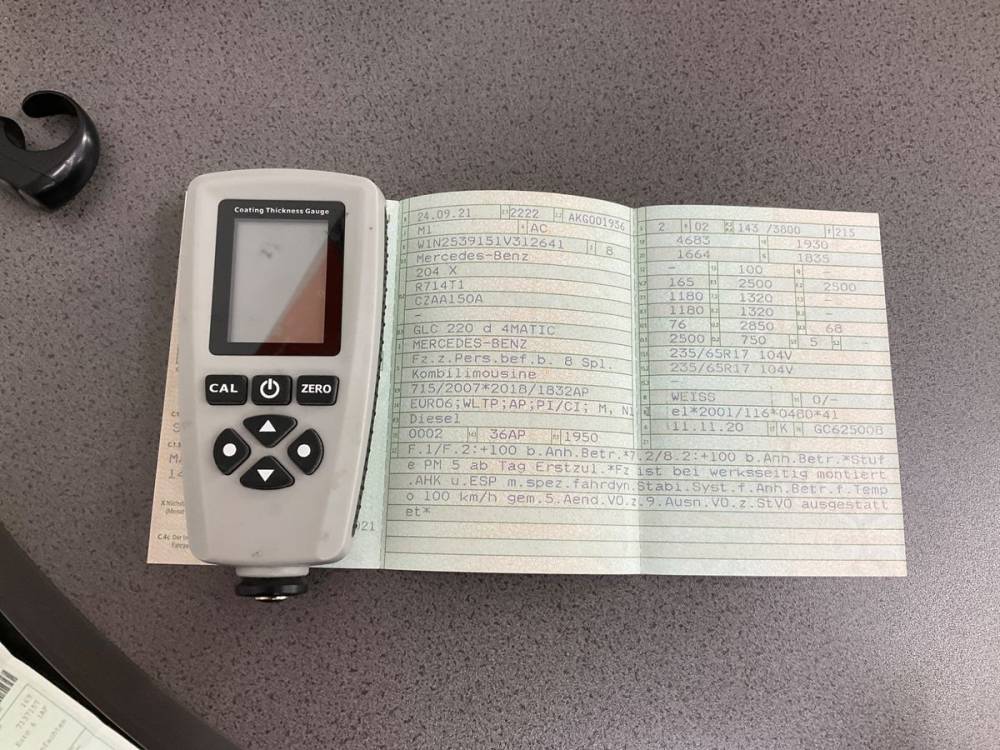 Coating Thickness Gauge
CAL
ZERO
24.09.21 2222 AKG001936
M1 AC
W1N2539151V312641 8
Mercedes-Benz
204 X
R714T1
CZAA150A
-
GLC 220 d 4MATIC
MERCEDES-BENZ
Fz.z.Pers.bef.b. 8 Spl.
Kombilimousine
715/2007*2018/1832AP
EURO6;WLTP;AP;PI/CI; M, N1
Diesel
0002 36AP 1950
2 02 143 /3800 213
4683 1930
1664 1835
- 100 -
165 2500 2500
1180 1320 -
1180 1320 -
76 2850 68
2500 750 5 -
235/65R17 104V
235/65R17 104V
-
WEISS 0/-
e1*2001/116*0480*41
11.11.20 K GC625008
F.1/F.2:+100 b.Anh.Betr.*7.2/8.2:+100 b.Anh.Betr.*Stuf
e PM 5 ab Tag Erstzul.*Fz ist bei werksseitig montiert
.AHK u.ESP m.spez.fahrdyn.Stabl.Syst.f.Anh.Betr.f.Temp
o 100 km/h gem.5.Aend.VO.z.9.Ausn.VO.z.StVO ausgestatt
et*
021